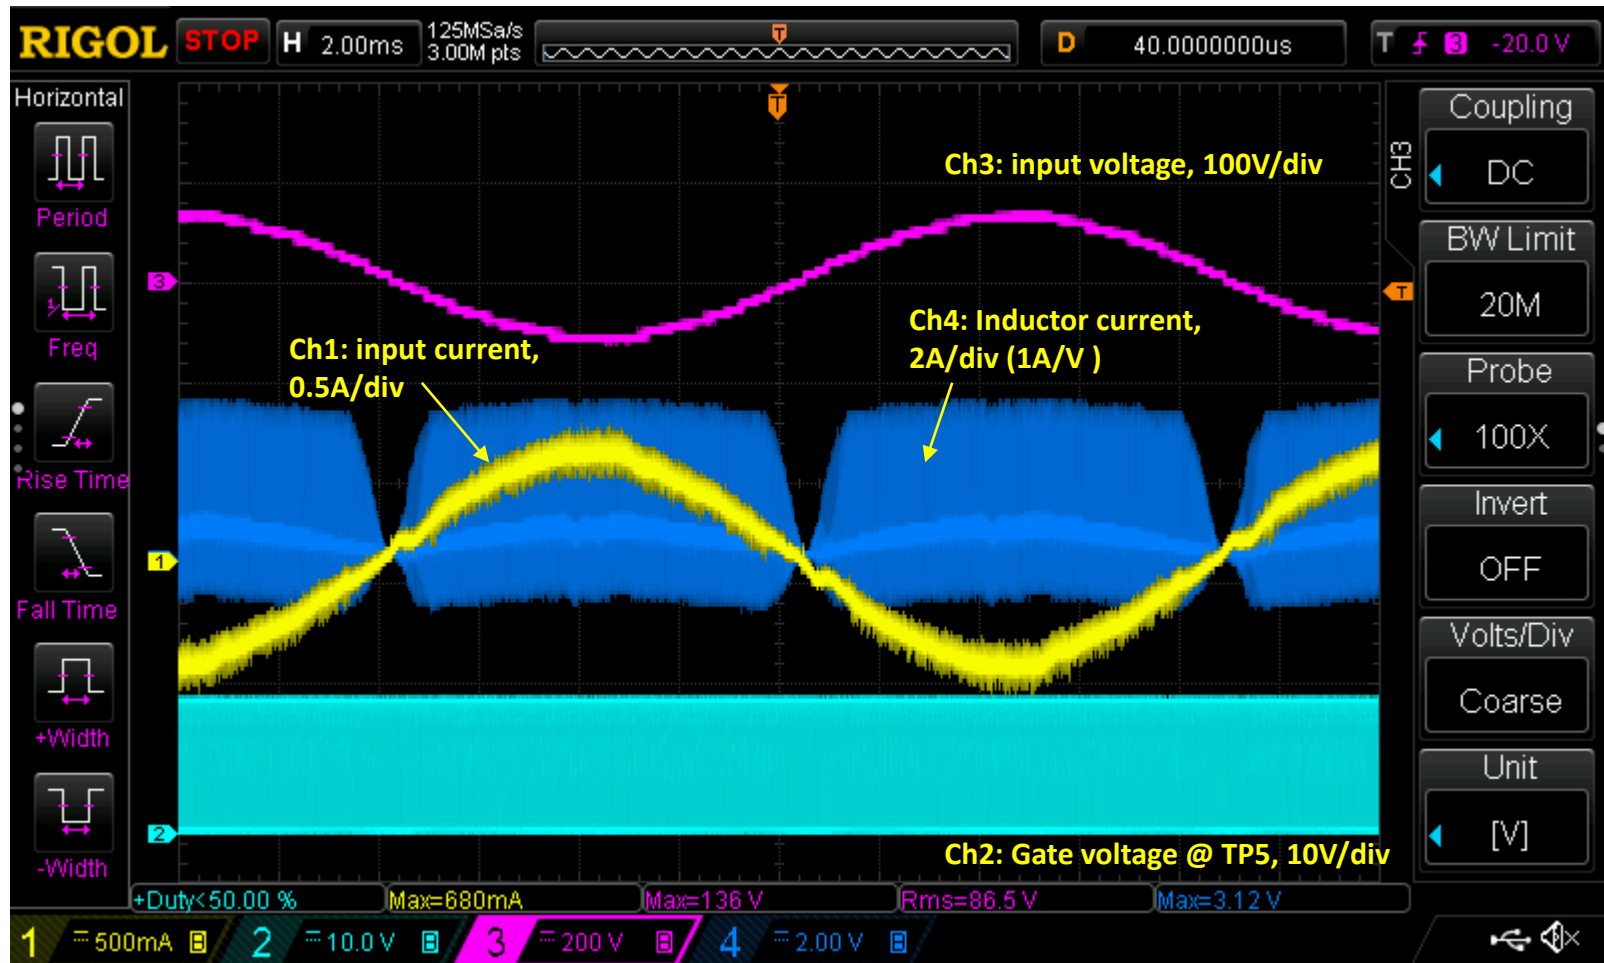 RIGOL STOP H 2.00ms 125MSa/s
3.00M pts
T
D 40.0000000us
T 3 -20.0 V
Horizontal
Period
Freq
Rise Time
Fall Time
+Width
-Width
T
Ch3: input voltage, 100V/div
3
T
Ch1: input current,
0.5A/div
Ch4: Inductor current,
2A/div (1A/V )
1
2
Ch2: Gate voltage @ TP5, 10V/div
CH3
Coupling
DC
BW Limit
20M
Probe
100X
Invert
OFF
Volts/Div
Coarse
Unit
[V]
+Duty<50.00 % Max=680mA Max=136 V Rms=86.5 V Max=3.12 V
1 500mA B 2 10.0 V B 3 200 V B 4 2.00 V B